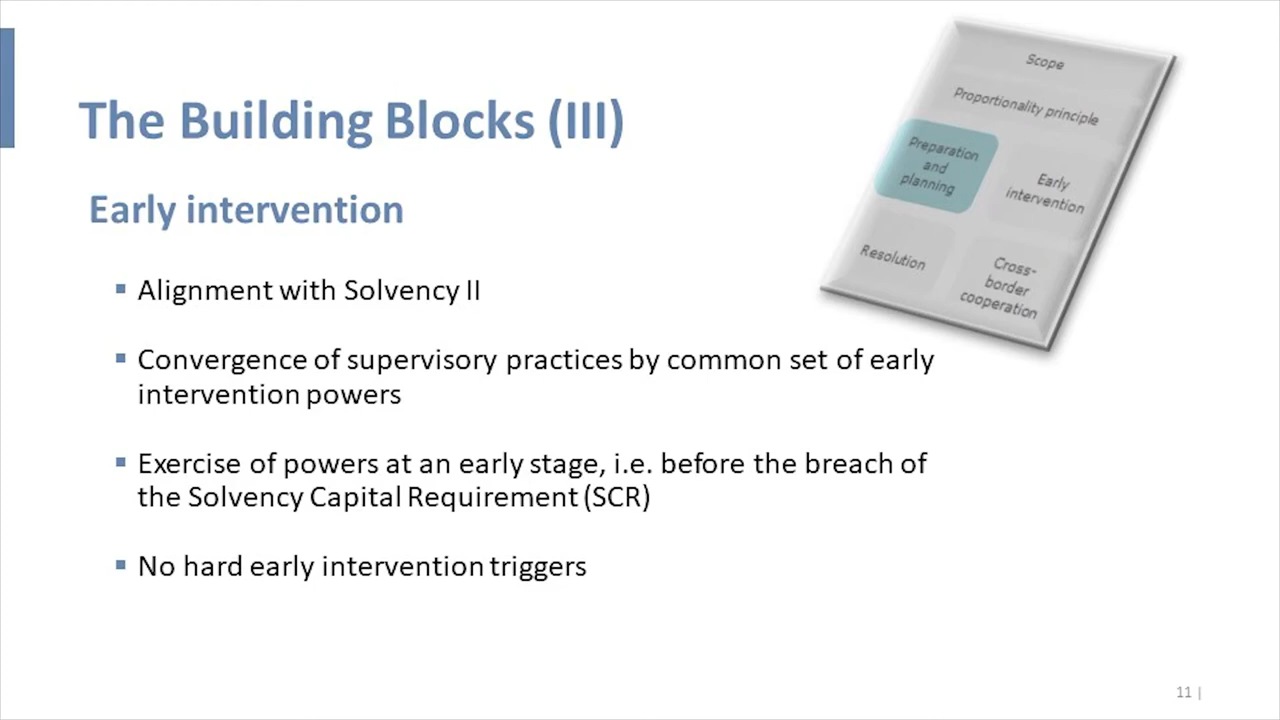 The Building Blocks (III)
Early intervention
▪ Alignment with Solvency II
▪ Convergence of supervisory practices by common set of early
intervention powers
▪ Exercise of powers at an early stage, i.e. before the breach of
the Solvency Capital Requirement (SCR)
▪ No hard early intervention triggers
Scope
Proportionality principle
Preparation
and
planning
Early
intervention
Resolution
Cross-
border
cooperation
11 |